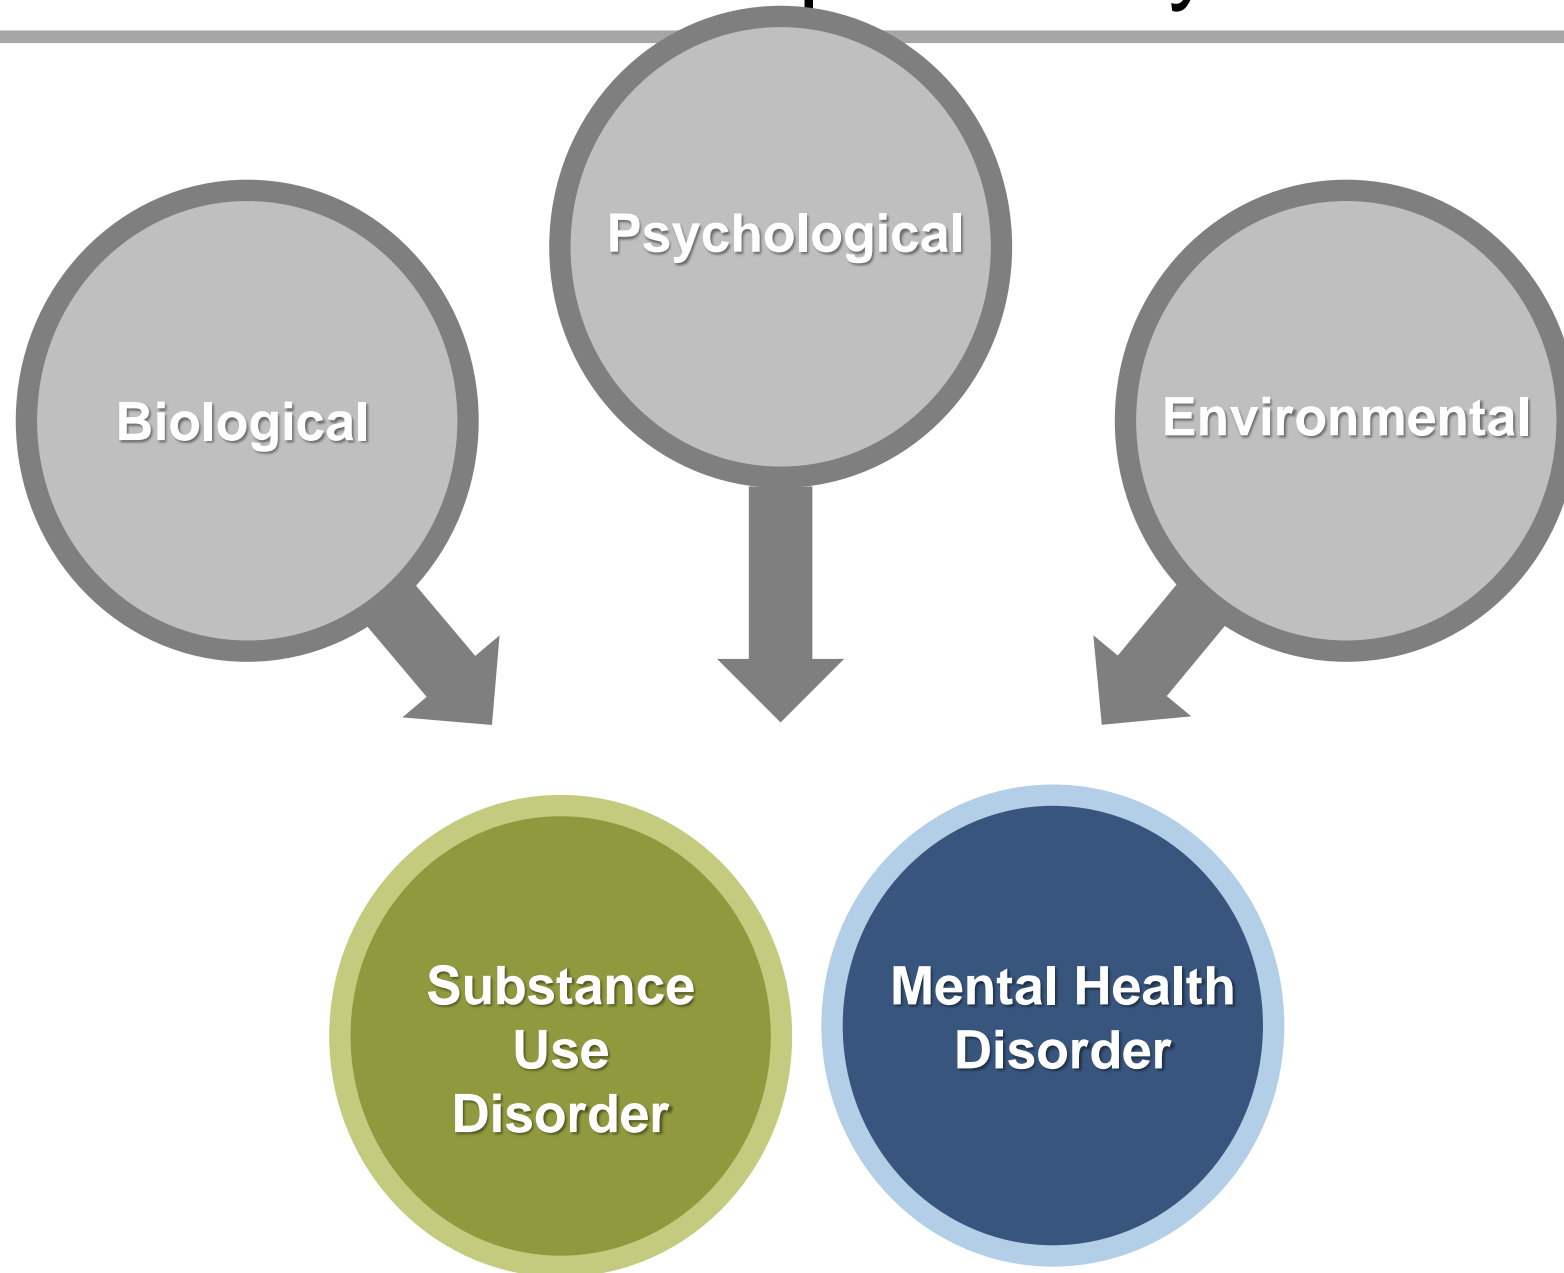 Psychological
Biological
Environmental
Substance
Use
Disorder
Mental Health
Disorder